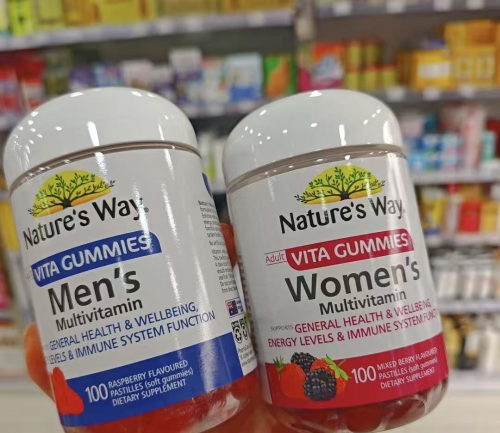 Nature's Way
VITA GUMMIES
Men's
Multivitamin
GENERAL HEALTH & WELLBEING,
LEVELS & IMMUNE SYSTEM FUNCTION
100 RASPBERRY FLAVOURED
PASTILLES (soft gummies)
DIETARY SUPPLEMENT
Nature's Way
Adult VITA GUMMIES
Women's
Multivitamin
SUPPORTS GENERAL HEALTH & WELLBEING,
ENERGY LEVELS & IMMUNE SYSTEM
100 MIXED BERRY FLAVOURED
PASTILLES (soft gummies)
DIETARY SUPPLEMENT